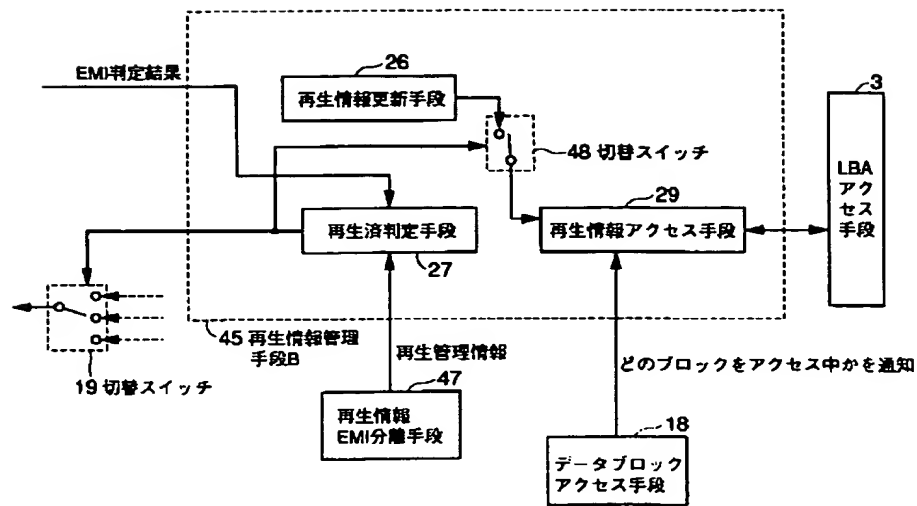 EMI判定結果
26
再生情報更新手段
3
LBA
アク
セス
手段
48 切替スイッチ
29
再生情報アクセス手段
再生済判定手段
27
45 再生情報管理
手段B
19 切替スイッチ
再生管理情報
47
再生情報
EMI分離手段
どのブロックをアクセス中かを通知
18
データブロック
アクセス手段